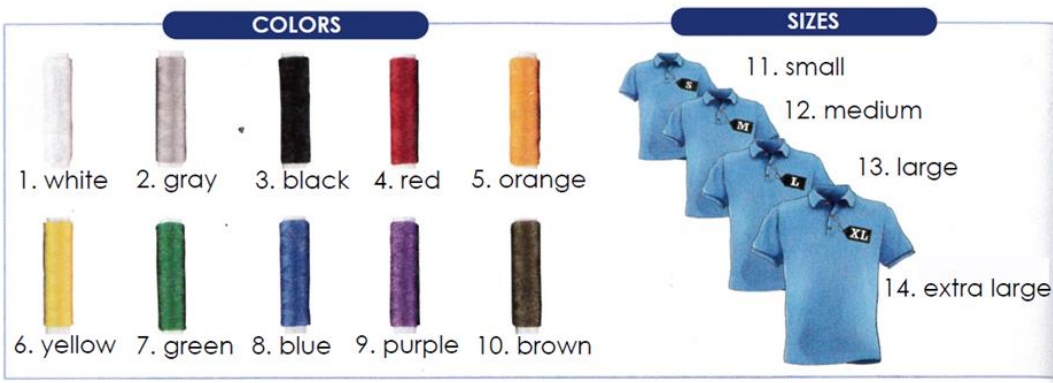 COLORS
1. white 2. gray 3. black 4. red 5. orange
6. yellow 7. green 8. blue 9. purple 10. brown
SIZES
S
11. small
M
12. medium
L
13. large
XL
14. extra large